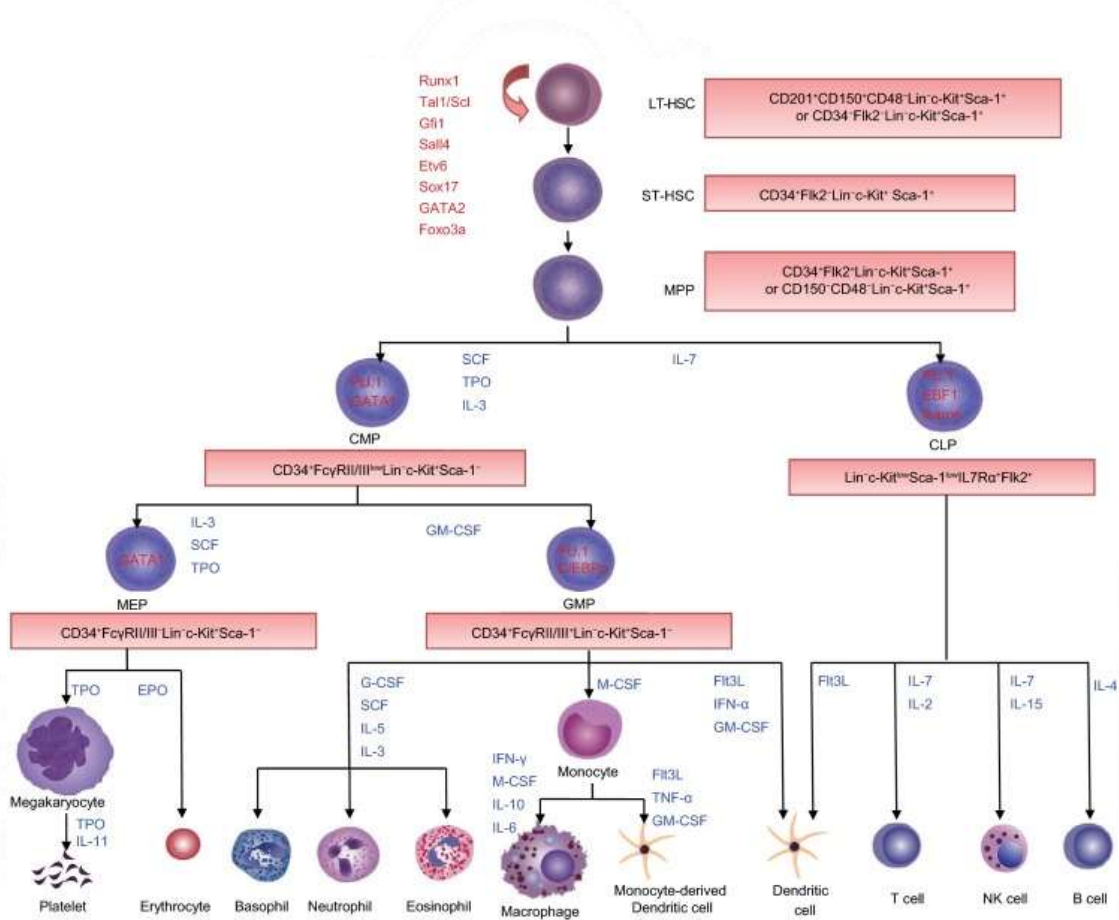 Runx1
Tal1/Scl
Gfi1
Sall4
Etv6
Sox17
GATA2
Foxo3a
LT-HSC
CD201⁺CD150⁺CD48⁻Lin⁻c-Kit⁺Sca-1⁺
or CD34⁻Flk2⁻Lin⁻c-Kit⁺Sca-1⁺
ST-HSC
CD34⁺Flk2⁻Lin⁻c-Kit⁺ Sca-1⁺
MPP
CD34⁺Flk2⁺Lin⁻c-Kit⁺Sca-1⁺
or CD150⁻CD48⁻Lin⁻c-Kit⁺Sca-1⁺
SCF
TPO
IL-3
IL-7
PU.1
GATA1
CMP
EBF1
CLP
CD34⁺FcγRII/IIIˡᵒʷLin⁻c-Kit⁺Sca-1⁻
Lin⁻c-KitˡᵒʷSca-1ˡᵒʷIL7Rα⁺Flk2⁺
IL-3
SCF
TPO
GM-CSF
GATA1
MEP
PU.1
GMP
CD34⁺FcγRII/III⁻Lin⁻c-Kit⁺Sca-1⁻
CD34⁺FcγRII/III⁺Lin⁻c-Kit⁺Sca-1⁻
TPO
EPO
G-CSF
SCF
IL-5
IL-3
M-CSF
Flt3L
IFN-α
GM-CSF
Flt3L
IL-7
IL-2
IL-7
IL-15
IL-4
Megakaryocyte
TPO
IL-11
Monocyte
IFN-γ
M-CSF
IL-10
IL-6
Flt3L
TNF-α
GM-CSF
Platelet
Erythrocyte
Basophil
Neutrophil
Eosinophil
Macrophage
Monocyte-derived
Dendritic cell
Dendritic
cell
T cell
NK cell
B cell